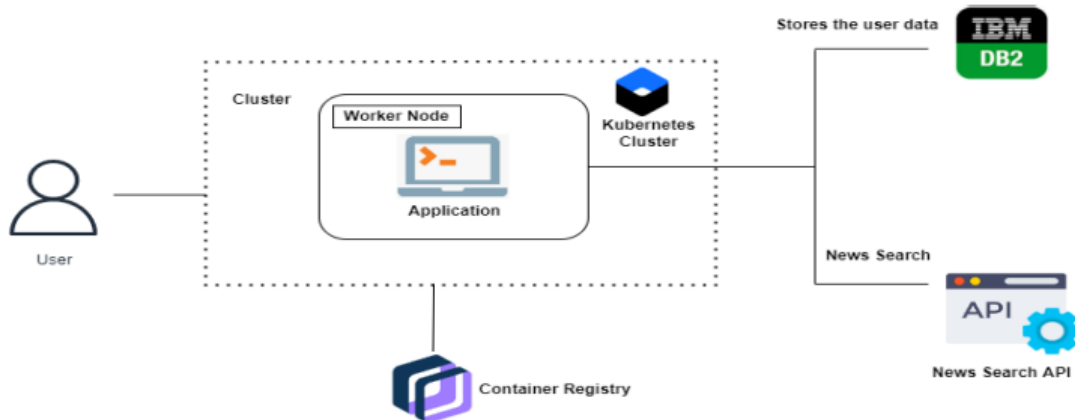 Stores the user data
IBM
DB2
Cluster
Worker Node
Kubernetes
Cluster
Application
User
News Search
API
News Search API
Container Registry